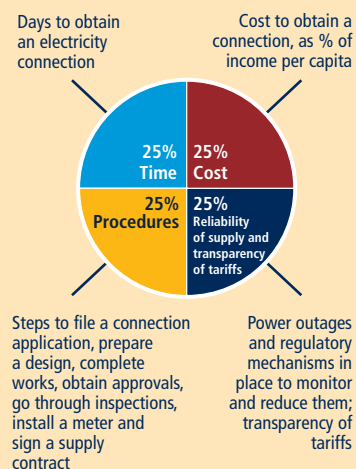 Days to obtain
an electricity
connection
Cost to obtain a
connection, as % of
income per capita
25%
Time
25%
Cost
25%
Procedures
25%
Reliability
of supply and
transparency
of tariffs
Steps to file a connection
application, prepare
a design, complete
works, obtain approvals,
go through inspections,
install a meter and
sign a supply
contract
Power outages
and regulatory
mechanisms in
place to monitor
and reduce them;
transparency of
tariffs